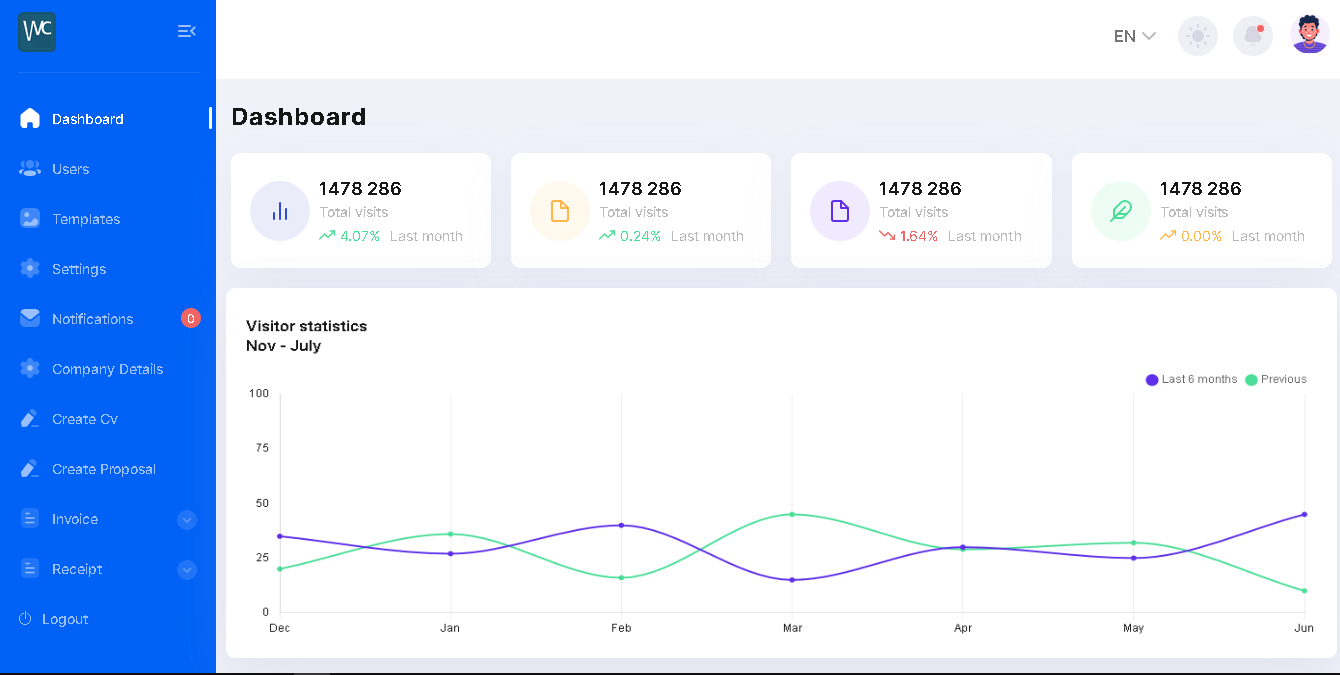 WC
EN
Dashboard
Users
Templates
Settings
Notifications 0
Company Details
Create Cv
Create Proposal
Invoice
Receipt
Logout
Dashboard
1478 286
Total visits
4.07% Last month
1478 286
Total visits
0.24% Last month
1478 286
Total visits
1.64% Last month
1478 286
Total visits
0.00% Last month
Visitor statistics
Nov - July
Last 6 months Previous
100
75
50
25
0
Dec Jan Feb Mar Apr May Jun